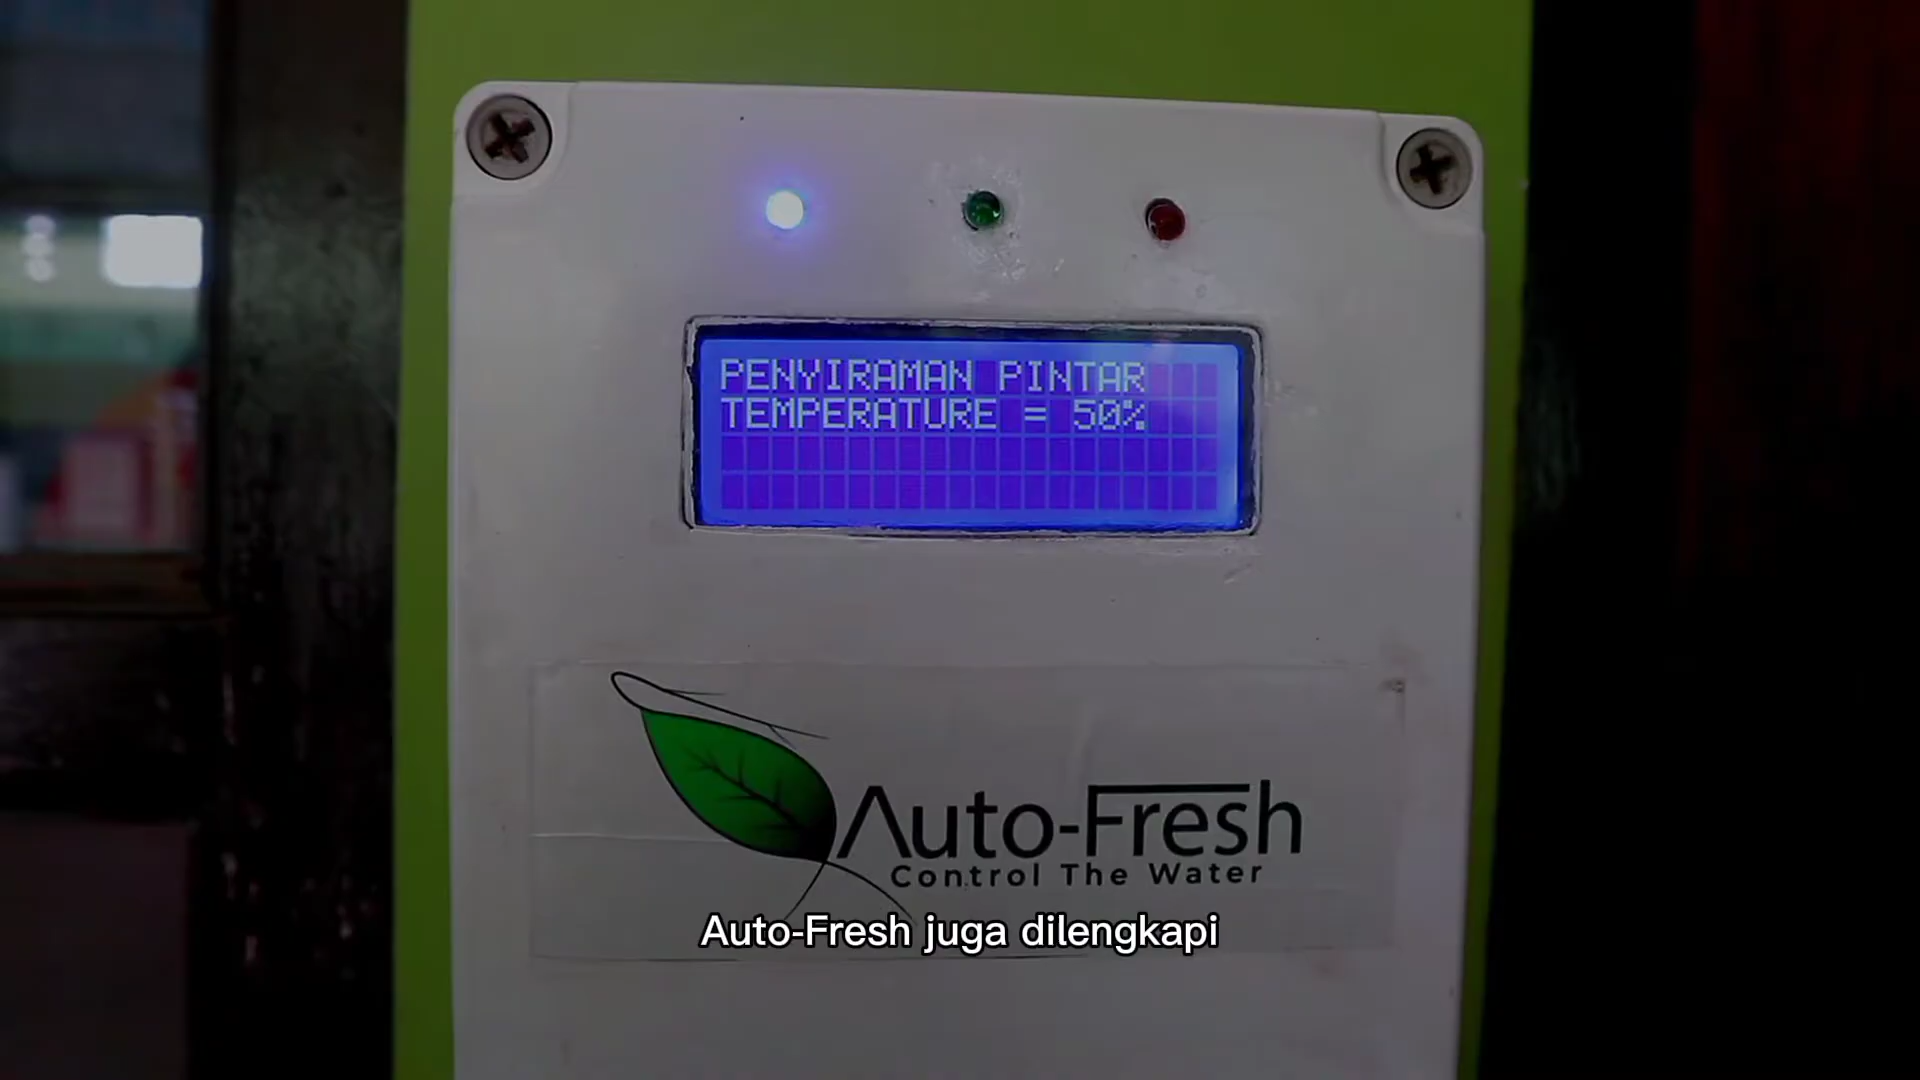 PENYIRAMAN PINTAR
TEMPERATURE = 50%
Auto-Fresh
Control The Water
Auto-Fresh juga dilengkapi